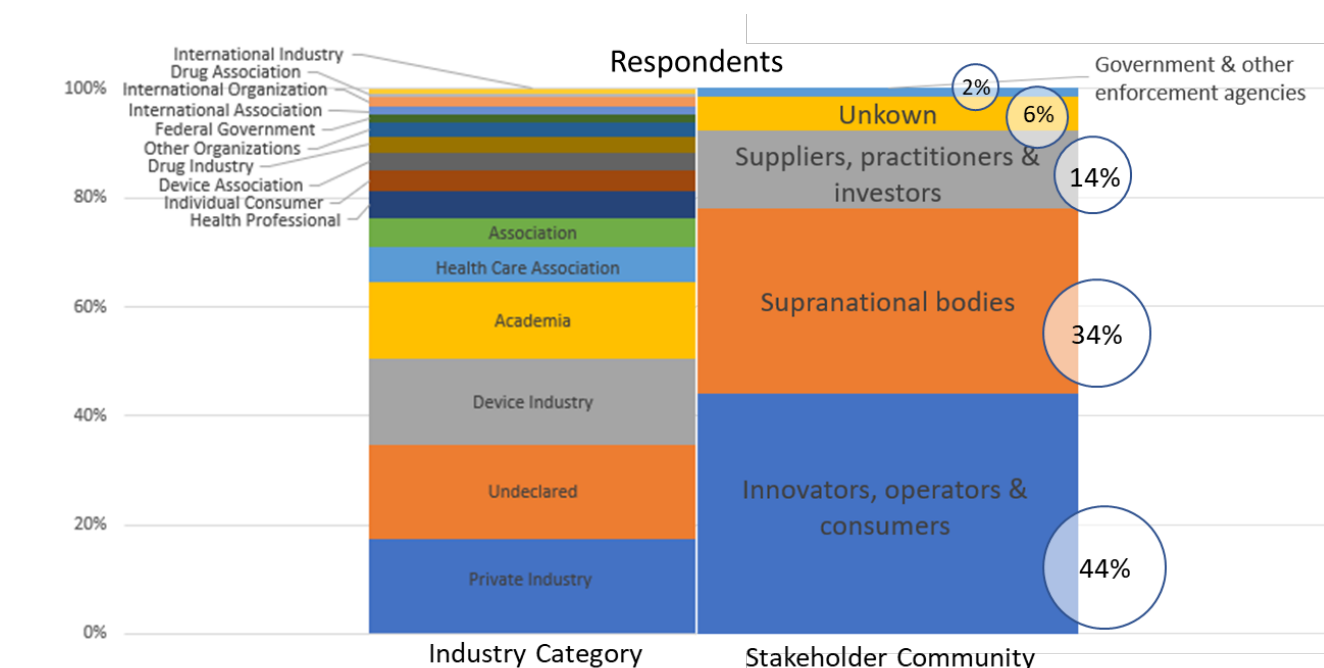 Respondents
International Industry
Drug Association
International Organization
International Association
Federal Government
Other Organizations
Drug Industry
Device Association
Individual Consumer
Health Professional
100%
80%
60%
40%
20%
0%
Association
Health Care Association
Academia
Device Industry
Undeclared
Private Industry
Government & other
enforcement agencies
2%
Unkown
6%
Suppliers, practitioners &
investors
14%
Supranational bodies
34%
Innovators, operators &
consumers
44%
Industry Category
Stakeholder Community